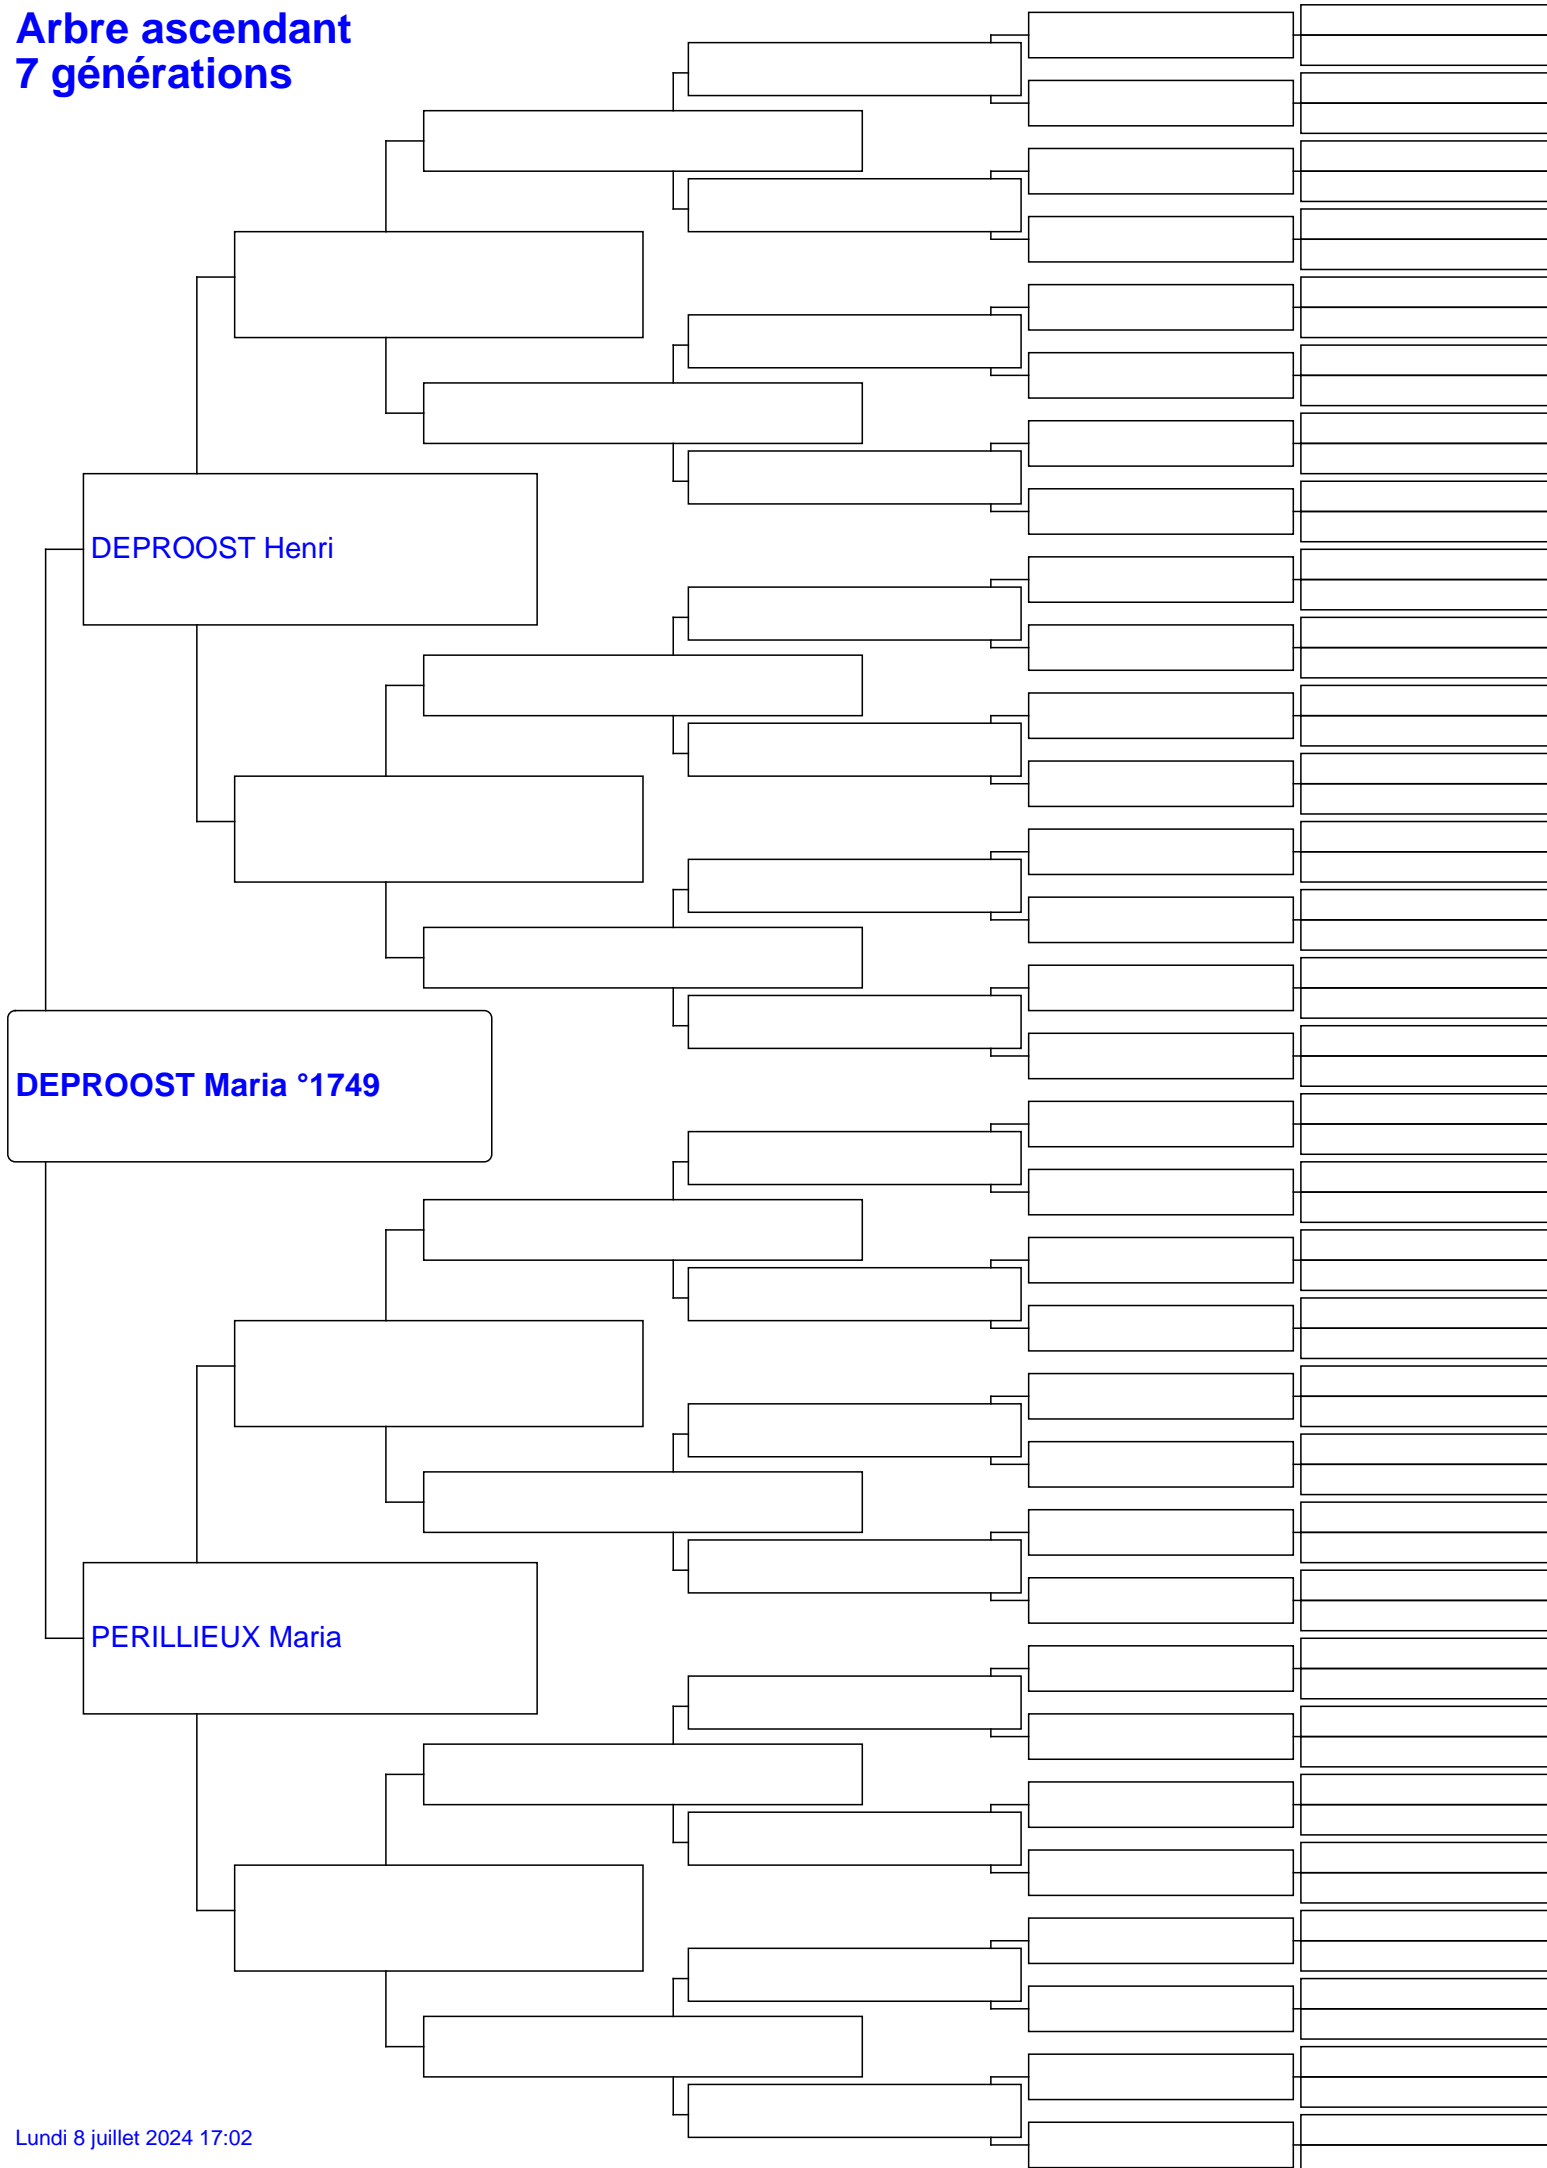 Arbre ascendant
7 générations
DEPROOST Henri
DEPROOST Maria °1749
PERILLIEUX Maria
Lundi 8 juillet 2024 17:02